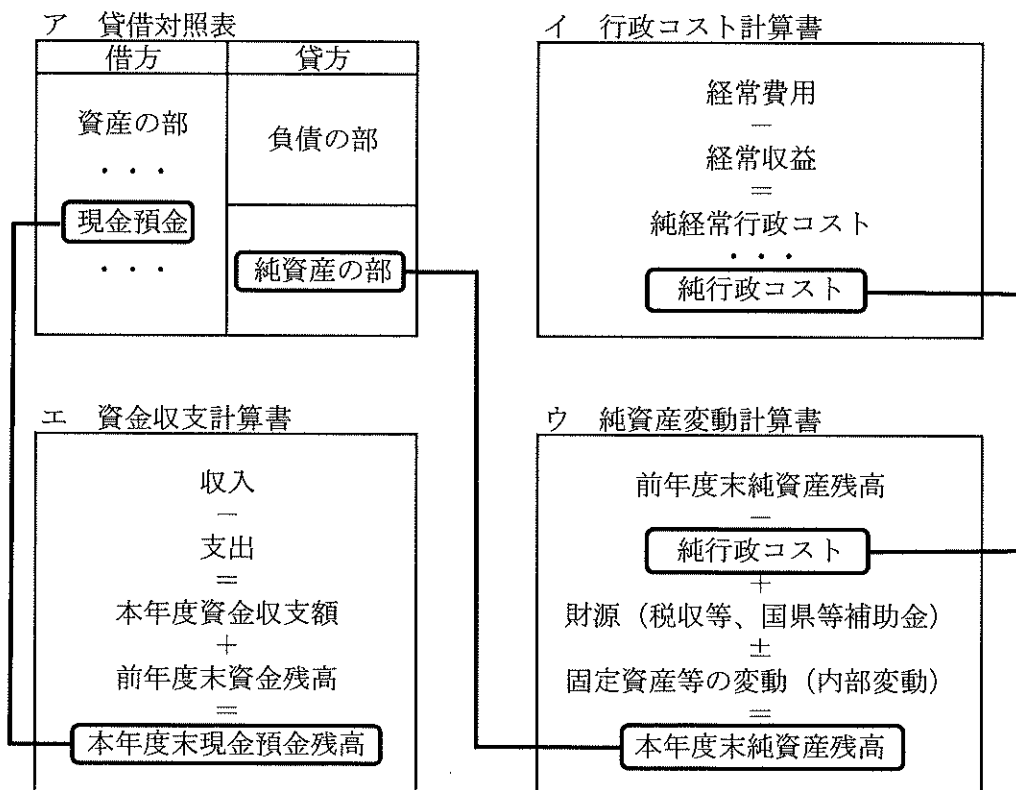 ア 貸借対照表
借方 貸方
資産の部
・・・
現金預金
・・・
負債の部
純資産の部
イ 行政コスト計算書
経常費用
－
経常収益
＝
純経常行政コスト
・・・
純行政コスト
エ 資金収支計算書
収入
－
支出
＝
本年度資金収支額
＋
前年度末資金残高
＝
本年度末現金預金残高
ウ 純資産変動計算書
前年度末純資産残高
－
純行政コスト
＋
財源（税収等、国県等補助金）
±
固定資産等の変動（内部変動）
＝
本年度末純資産残高